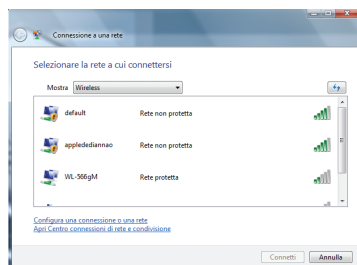 Connessione a una rete
Selezionare la rete a cui connettersi
Mostra Wireless
default Rete non protetta
appledediannao Rete non protetta
WL-566gM Rete protetta
Configura una connessione o una rete
Apri Centro connessioni di rete e condivisione
Connetti Annulla